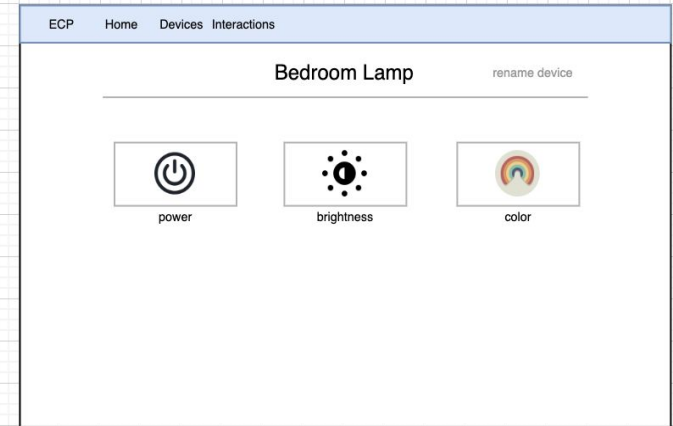 ECP Home Devices Interactions
Bedroom Lamp rename device
power brightness color